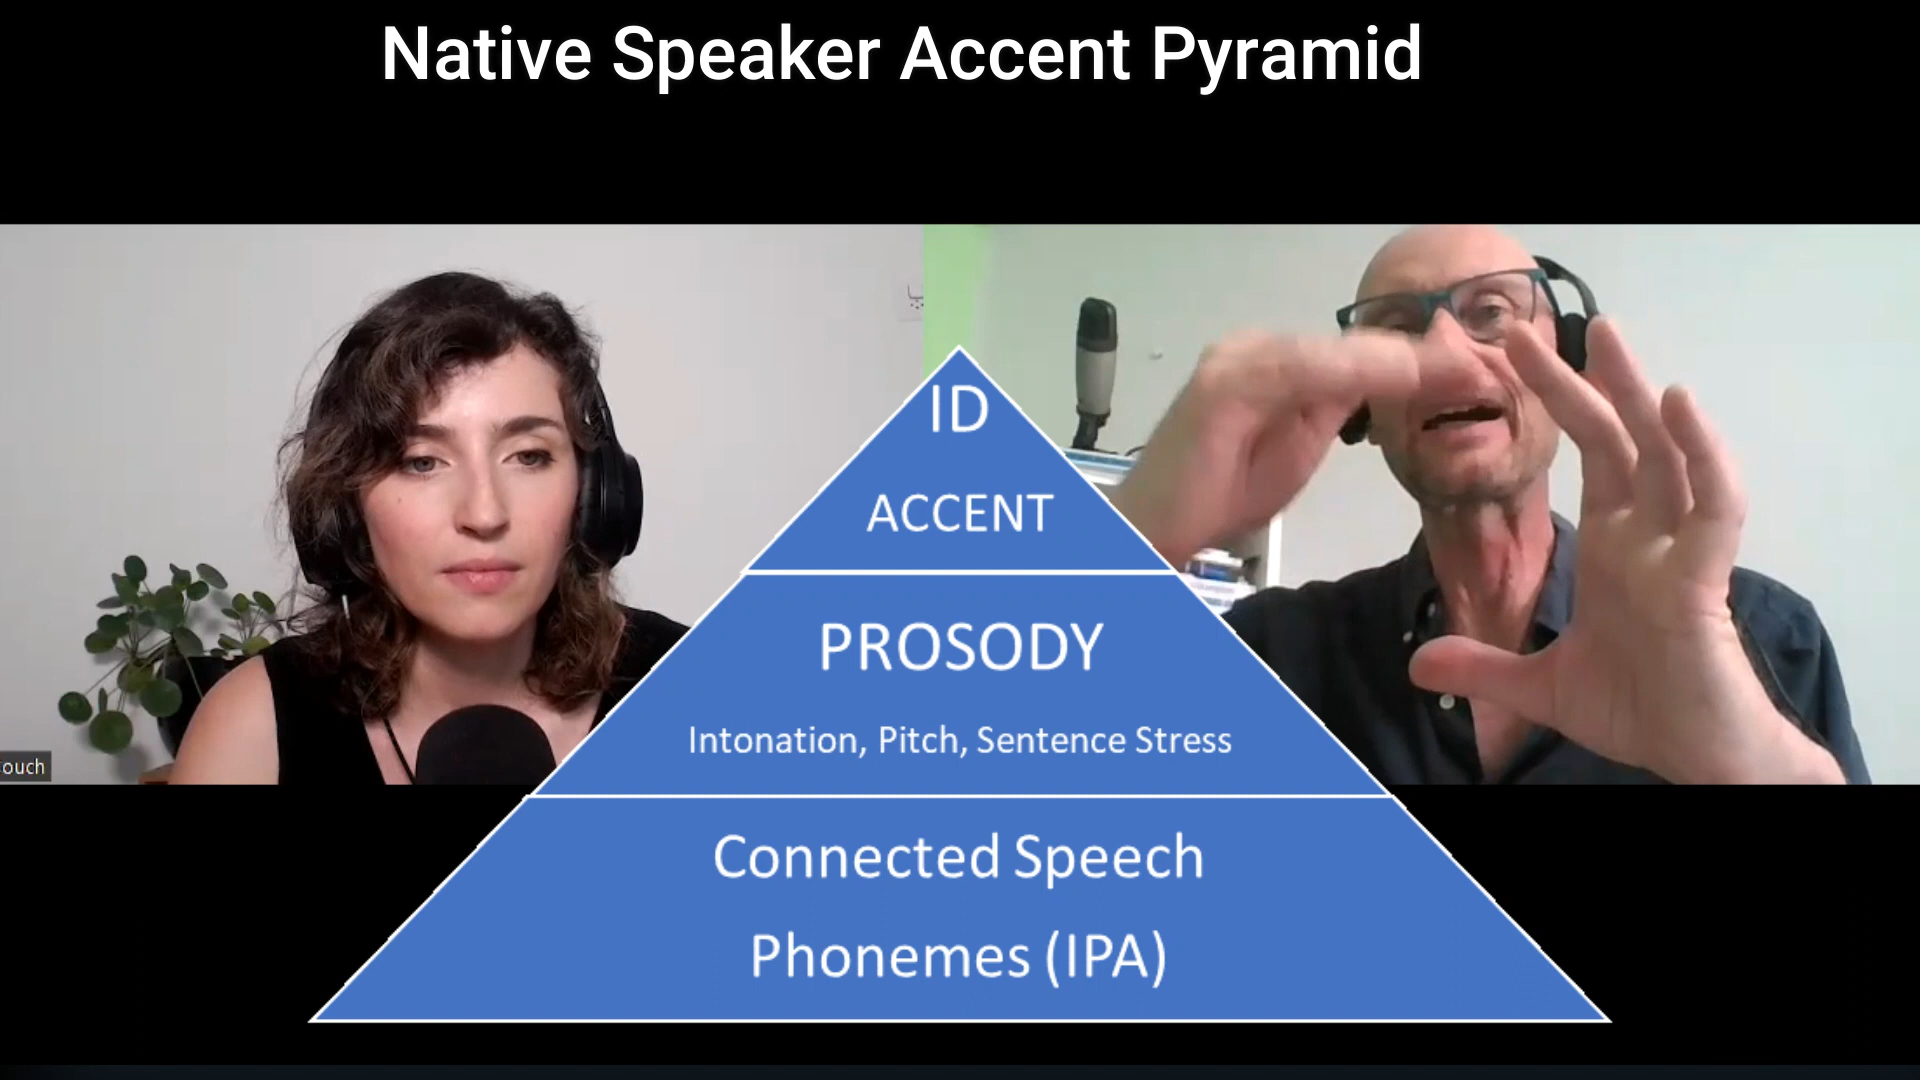 Native Speaker Accent Pyramid
ID
ACCENT
PROSODY
Intonation, Pitch, Sentence Stress
ouch
Connected Speech
Phonemes (IPA)